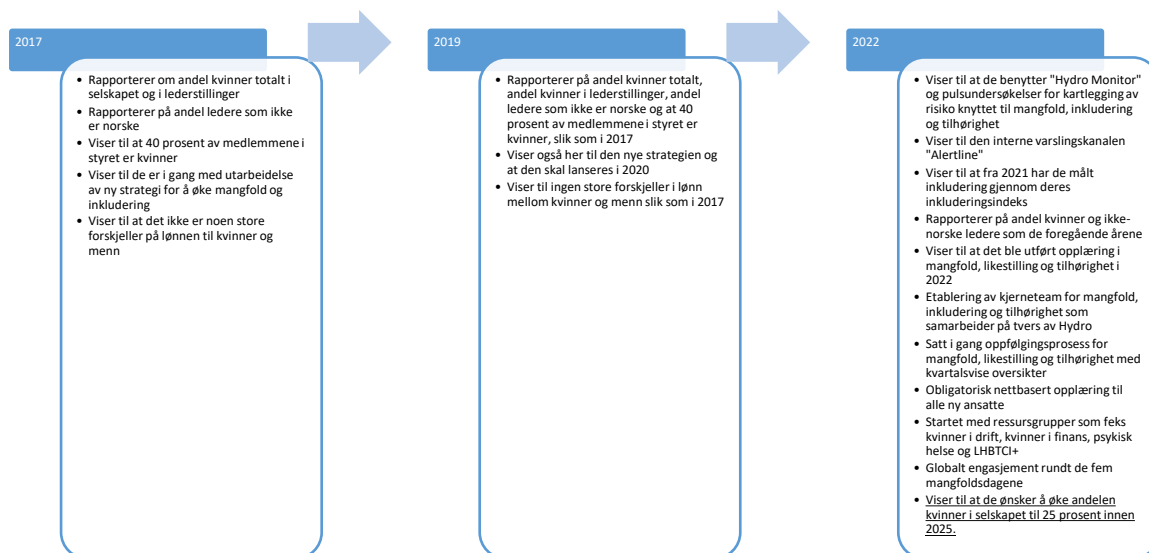 2017
• Rapporterer om andel kvinner totalt i
selskapet og i lederstillinger
• Rapporterer på andel ledere som ikke
er norske
• Viser til at 40 prosent av medlemmene i
styret er kvinner
• Viser til de er i gang med utarbeidelse
av ny strategi for å øke mangfold og
inkludering
• Viser til at det ikke er noen store
forskjeller på lønnen til kvinner og
menn
2019
• Rapporterer på andel kvinner totalt,
andel kvinner i lederstillinger, andel
ledere som ikke er norske og at 40
prosent av medlemmene i styret er
kvinner, slik som i 2017
• Viser også her til den nye strategien og
at den skal lanseres i 2020
• Viser til ingen store forskjeller i lønn
mellom kvinner og menn slik som i 2017
2022
• Viser til at de benytter "Hydro Monitor"
og pulsundersøkelser for kartlegging av
risiko knyttet til mangfold, inkludering
og tilhørighet
• Viser til den interne varslingskanalen
"Alertline"
• Viser til at fra 2021 har de målt
inkludering gjennom deres
inkluderingsindeks
• Rapporterer på andel kvinner og ikke-
norske ledere som de foregående årene
• Viser til at det ble utført opplæring i
mangfold, likestilling og tilhørighet i
2022
• Etablering av kjerneteam for mangfold,
inkludering og tilhørighet som
samarbeider på tvers av Hydro
• Satt i gang oppfølgingsprosess for
mangfold, likestilling og tilhørighet med
kvartalsvise oversikter
• Obligatorisk nettbasert opplæring til
alle ny ansatte
• Startet med ressursgrupper som feks
kvinner i drift, kvinner i finans, psykisk
helse og LHBTCI+
• Globalt engasjement rundt de fem
mangfoldsdagene
• Viser til at de ønsker å øke andelen
kvinner i selskapet til 25 prosent innen
2025.